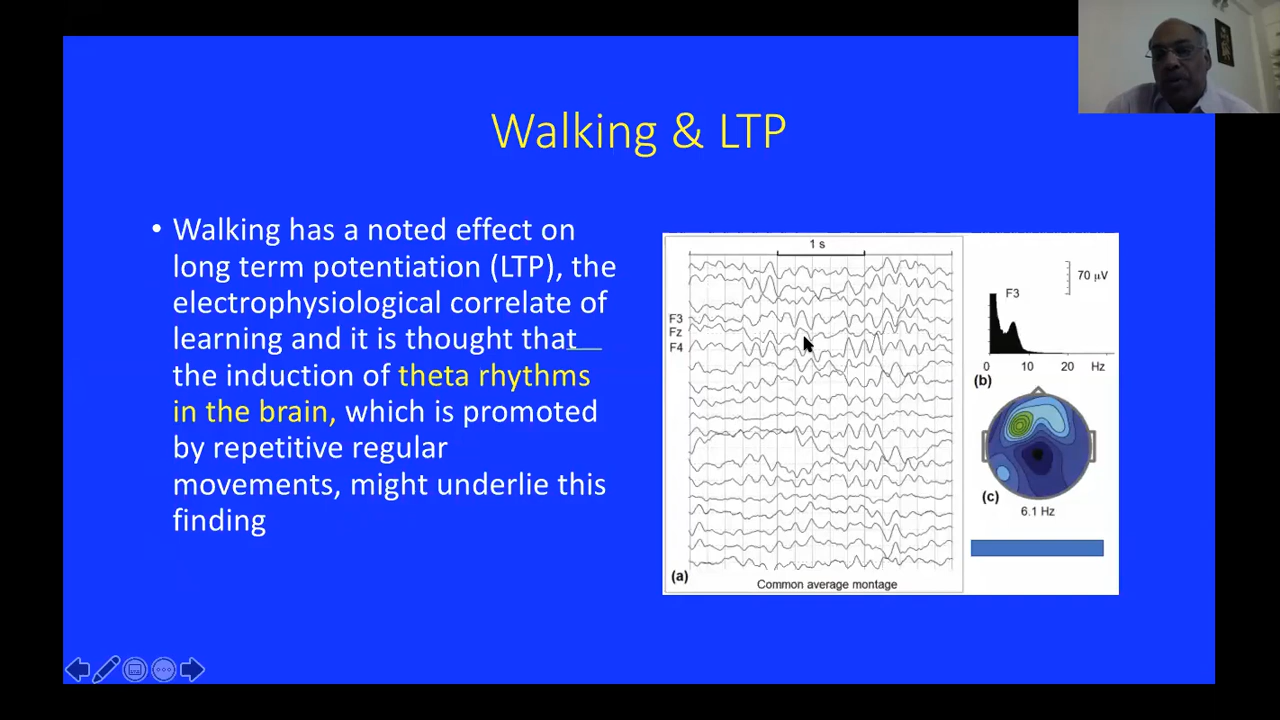 Walking & LTP
• Walking has a noted effect on
long term potentiation (LTP), the
electrophysiological correlate of
learning and it is thought that
the induction of theta rhythms
in the brain, which is promoted
by repetitive regular
movements, might underlie this
finding
1 s
F3
Fz
F4
(a)
Common average montage
70 μV
F3
0 10 20 Hz
(b)
(c)
6.1 Hz